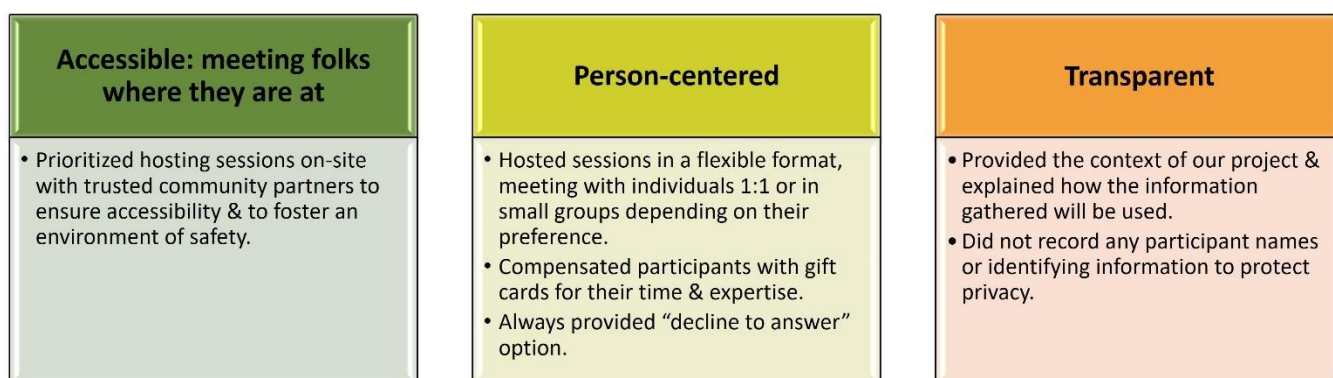 Accessible: meeting folks
where they are at
• Prioritized hosting sessions on-site
with trusted community partners to
ensure accessibility & to foster an
environment of safety.
Person-centered
• Hosted sessions in a flexible format,
meeting with individuals 1:1 or in
small groups depending on their
preference.
• Compensated participants with gift
cards for their time & expertise.
• Always provided “decline to answer”
option.
Transparent
• Provided the context of our project &
explained how the information
gathered will be used.
• Did not record any participant names
or identifying information to protect
privacy.